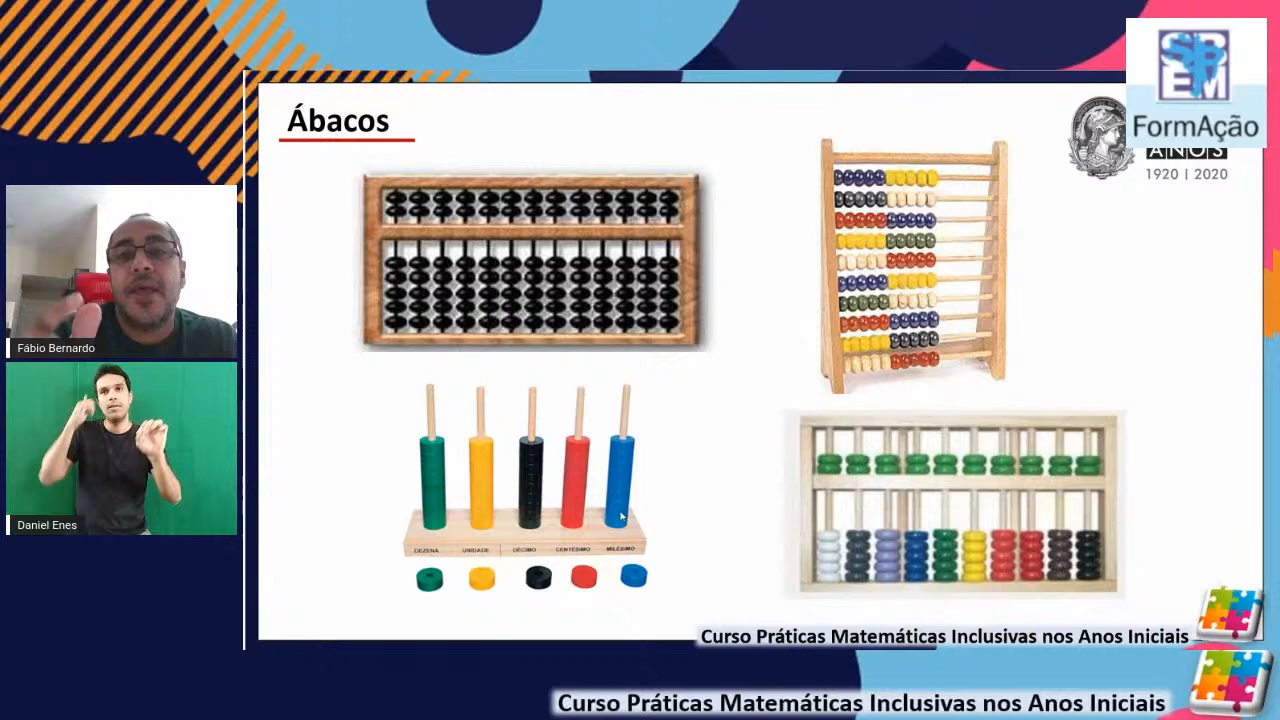 Ábacos
SBEM
FormAção
ANOS
1920 | 2020
Fábio Bernardo
Daniel Enes
DEZENA UNIDADE DÉCIMO CENTÉSIMO MILÉSIMO
Curso Práticas Matemáticas Inclusivas nos Anos Iniciais
Curso Práticas Matemáticas Inclusivas nos Anos Iniciais